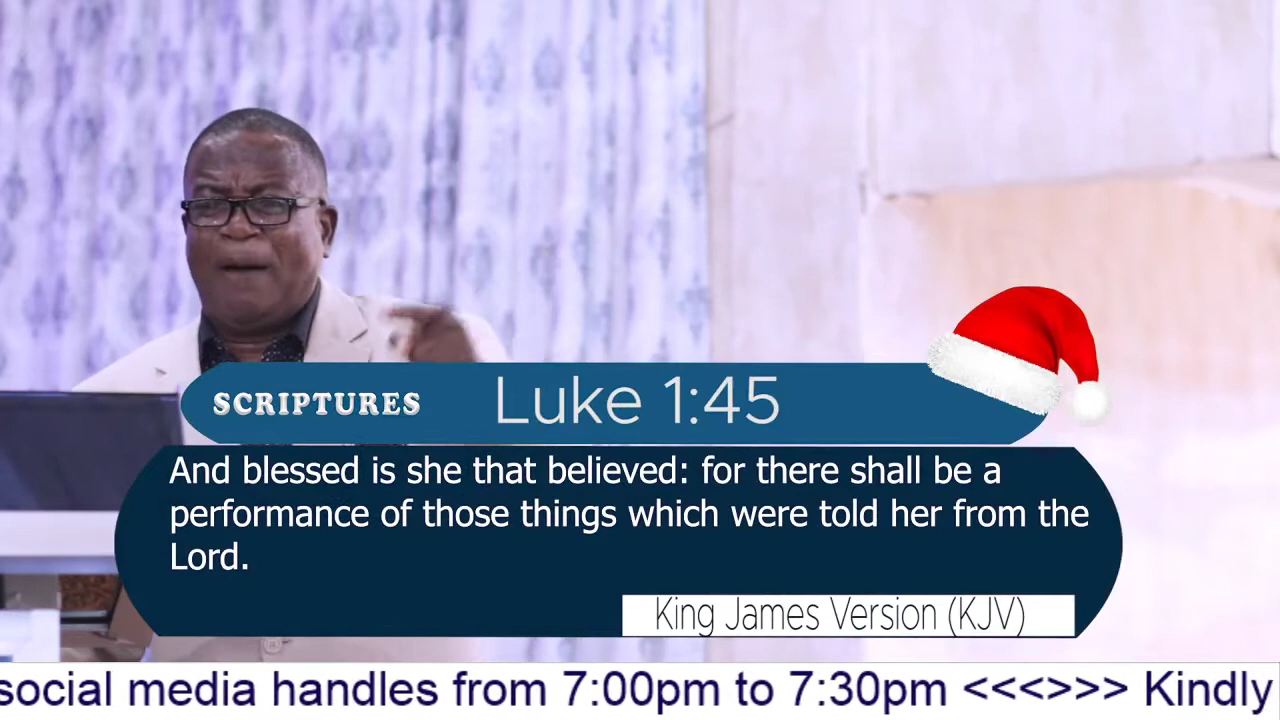 SCRIPTURES Luke 1:45
And blessed is she that believed: for there shall be a
performance of those things which were told her from the
Lord.
King James Version (KJV)
social media handles from 7:00pm to 7:30pm <<<>>> Kindly